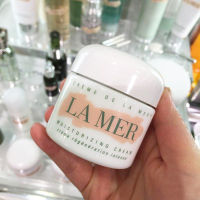 CRÈME DE LA MER
LA MER
MOISTURIZING CREAM
crème régénération intense